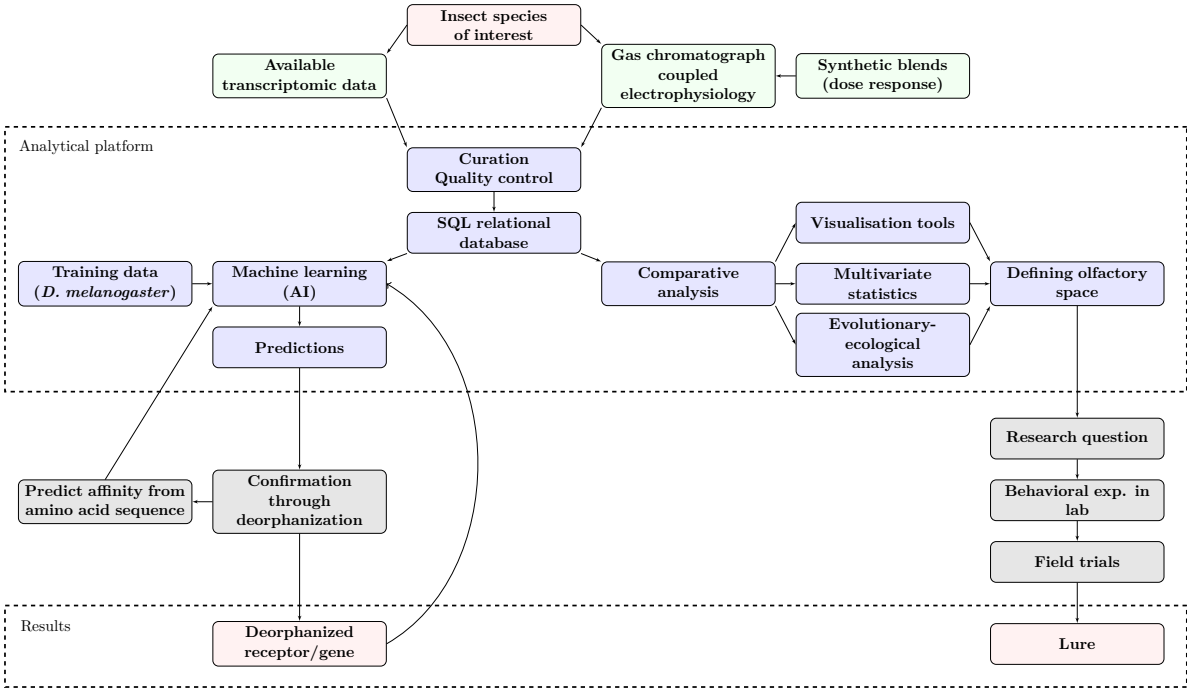 Insect species
of interest
Available
transcriptomic data
Gas chromatograph
coupled
electrophysiology
Synthetic blends
(dose response)
Analytical platform
Curation
Quality control
SQL relational
database
Training data
(D. melanogaster)
Machine learning
(AI)
Predictions
Comparative
analysis
Visualisation tools
Multivariate
statistics
Evolutionary-
ecological
analysis
Defining olfactory
space
Research question
Behavioral exp. in
lab
Field trials
Predict affinity from
amino acid sequence
Confirmation
through
deorphanization
Results
Deorphanized
receptor/gene
Lure